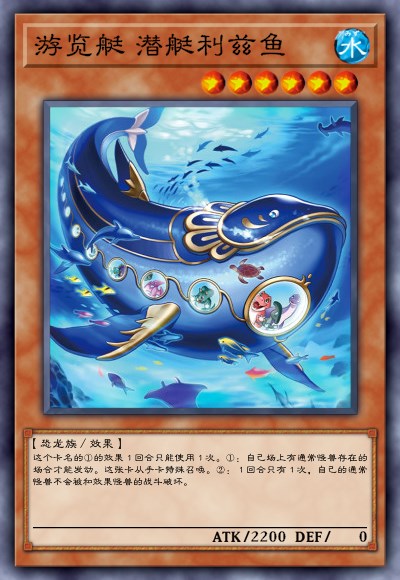 游览艇 潜艇利兹鱼
水
【恐龙族／效果】
这个卡名的①的效果1回合只能使用1次。①：自己场上有通常怪兽存在的
场合才能发动。这张卡从手卡特殊召唤。②：1回合只有1次，自己的通常
怪兽不会被和效果怪兽的战斗破坏。
ATK/2200 DEF/ 0